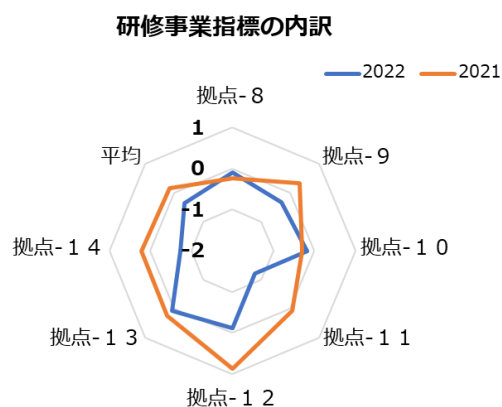 研修事業指標の内訳
2022 2021
拠点-８
1
平均
拠点-９
0
-1
拠点-１４
-2
拠点-１０
拠点-１３
拠点-１１
拠点-１２